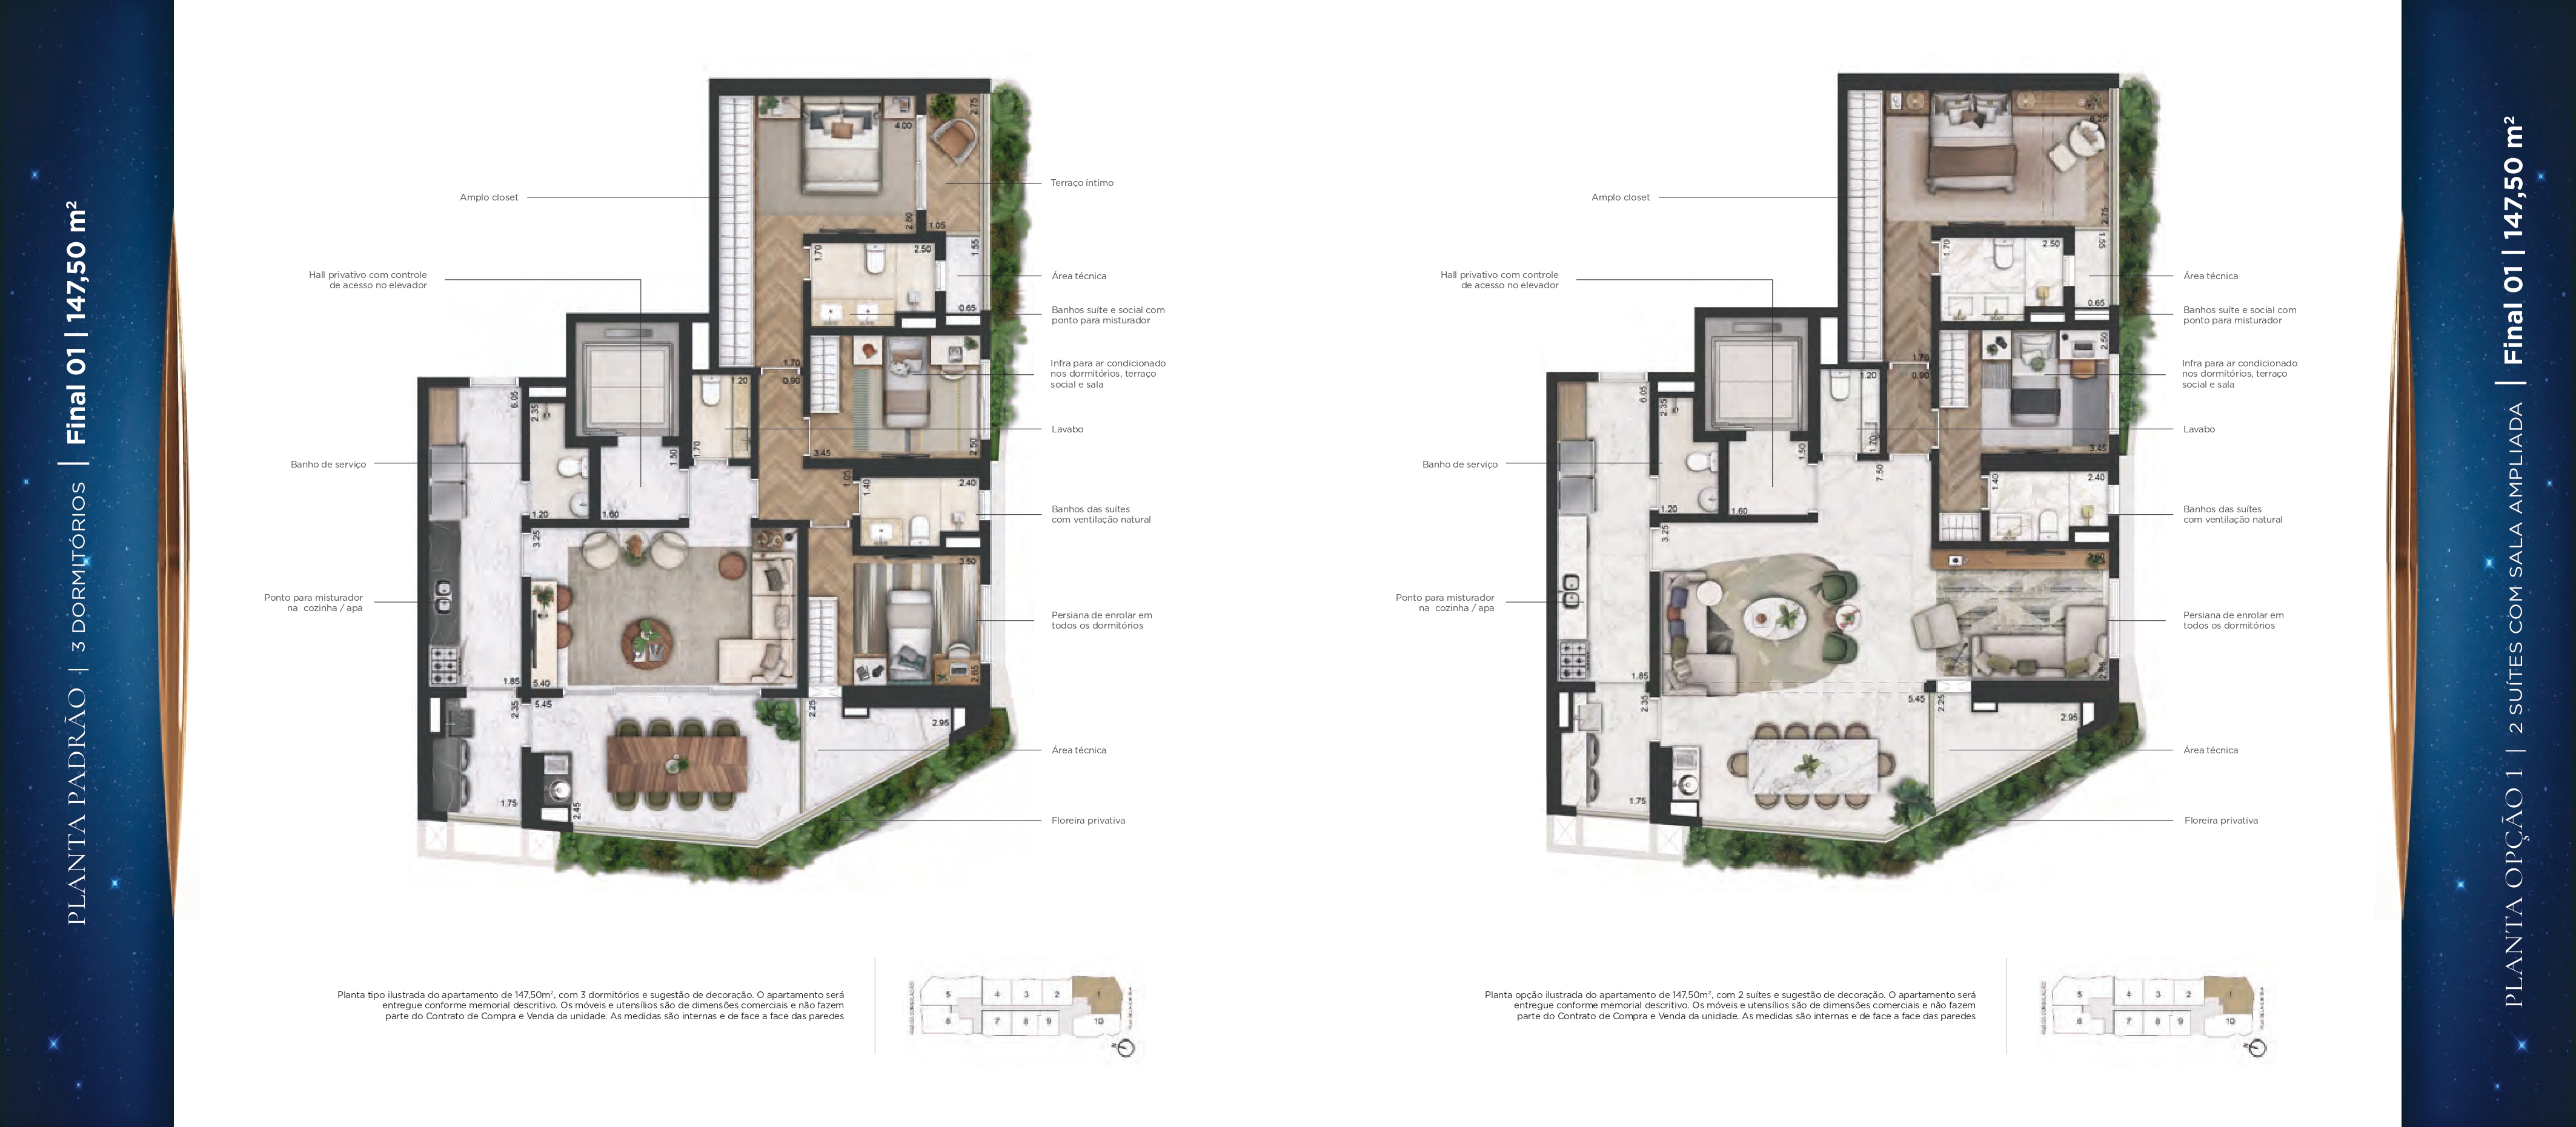 PLANTA PADRÃO | 3 DORMITÓRIOS | Final 01 | 147,50 m²
Amplo closet
Hall privativo com controle
de acesso no elevador
Banho de serviço
Ponto para misturador
na cozinha / apa
Terraço íntimo
Área técnica
Banhos suíte e social com
ponto para misturador
Infra para ar condicionado
nos dormitórios, terraço
social e sala
Lavabo
Banhos das suítes
com ventilação natural
Persiana de enrolar em
todos os dormitórios
Área técnica
Floreira privativa
2.75
4.00
2.80
1.05
1.70
2.50
1.55
0.65
1.70
0.90
1.20
1.70
3.45
2.50
6.05
2.35
1.50
1.20
1.60
1.05
1.40
2.40
3.25
3.50
1.85
5.40
2.65
2.35
5.45
2.25
2.95
1.75
2.45
Planta tipo ilustrada do apartamento de 147,50m², com 3 dormitórios e sugestão de decoração. O apartamento será
entregue conforme memorial descritivo. Os móveis e utensílios são de dimensões comerciais e não fazem
parte do Contrato de Compra e Venda da unidade. As medidas são internas e de face a face das paredes
5 4 3 2 1
6 7 8 9 10
N
Amplo closet
Hall privativo com controle
de acesso no elevador
Banho de serviço
Ponto para misturador
na cozinha / apa
Área técnica
Banhos suíte e social com
ponto para misturador
Infra para ar condicionado
nos dormitórios, terraço
social e sala
Lavabo
Banhos das suítes
com ventilação natural
Persiana de enrolar em
todos os dormitórios
Área técnica
Floreira privativa
2.75
1.70
2.50
1.55
0.65
1.70
0.90
1.20
1.70
2.50
3.45
6.05
2.35
1.50
7.50
1.20
1.60
1.40
2.40
3.25
1.85
2.35
5.45
2.25
2.95
1.75
Planta opção ilustrada do apartamento de 147,50m², com 2 suítes e sugestão de decoração. O apartamento será
entregue conforme memorial descritivo. Os móveis e utensílios são de dimensões comerciais e não fazem
parte do Contrato de Compra e Venda da unidade. As medidas são internas e de face a face das paredes
5 4 3 2 1
6 7 8 9 10
N
PLANTA OPÇÃO 1 | 2 SUÍTES COM SALA AMPLIADA | Final 01 | 147,50 m²